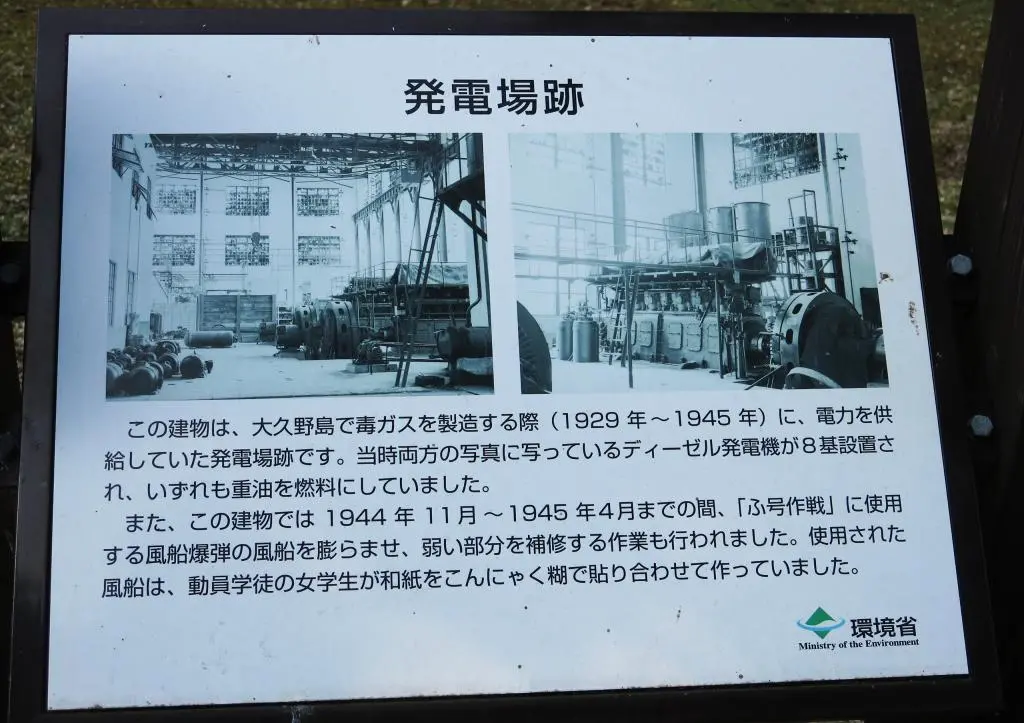 発電場跡
この建物は、大久野島で毒ガスを製造する際（1929 年～1945 年）に、電力を供
給していた発電場跡です。当時両方の写真に写っているディーゼル発電機が８基設置さ
れ、いずれも重油を燃料にしていました。
また、この建物では 1944 年 11月～1945 年4月までの間、「ふ号作戦」に使用
する風船爆弾の風船を膨らませ、弱い部分を補修する作業も行われました。使用された
風船は、動員学徒の女学生が和紙をこんにゃく糊で貼り合わせて作っていました。
環境省
Ministry of the Environment